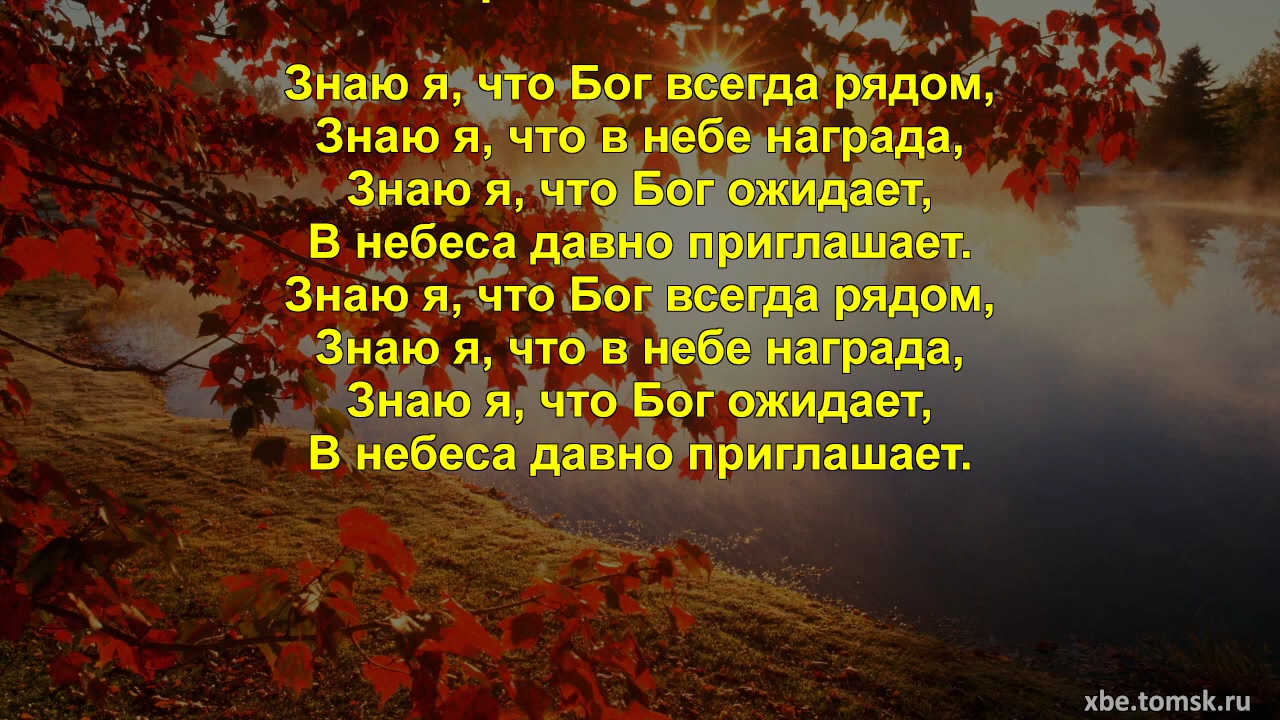 Знаю я, что Бог всегда рядом,
Знаю я, что в небе награда,
Знаю я, что Бог ожидает,
В небеса давно приглашает.
Знаю я, что Бог всегда рядом,
Знаю я, что в небе награда,
Знаю я, что Бог ожидает,
В небеса давно приглашает.
xbe.tomsk.ru